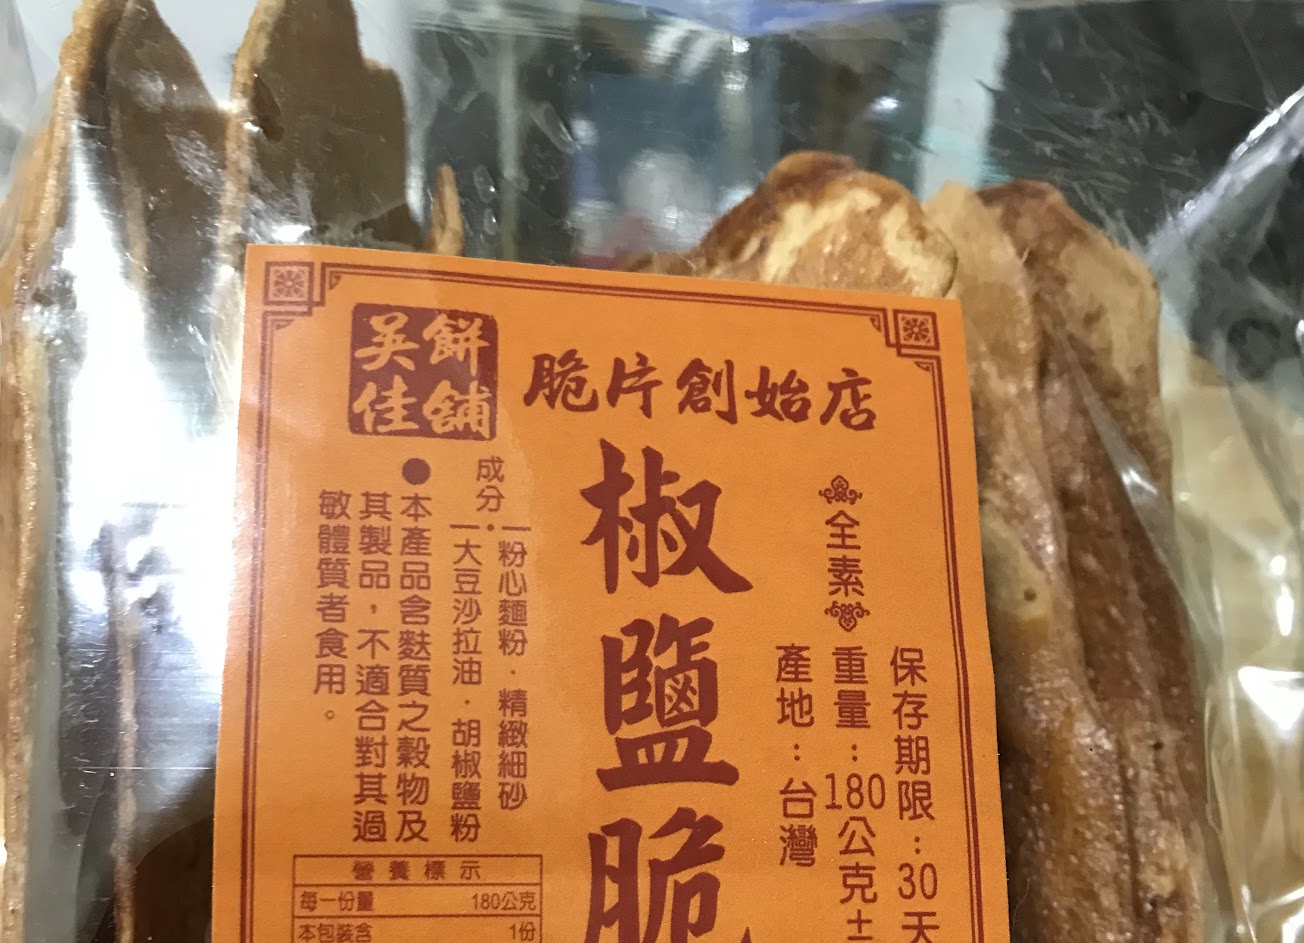 吳餅
佳舖
脆片創始店
椒鹽脆
全素
保存期限：30天
重量：180公克±
產地：台灣
成分
粉心麵粉．精緻細砂
大豆沙拉油．胡椒鹽粉
●本產品含麩質之穀物及
其製品，不適合對其過
敏體質者食用。
營養標示
每一份量 180公克
本包裝含 1份